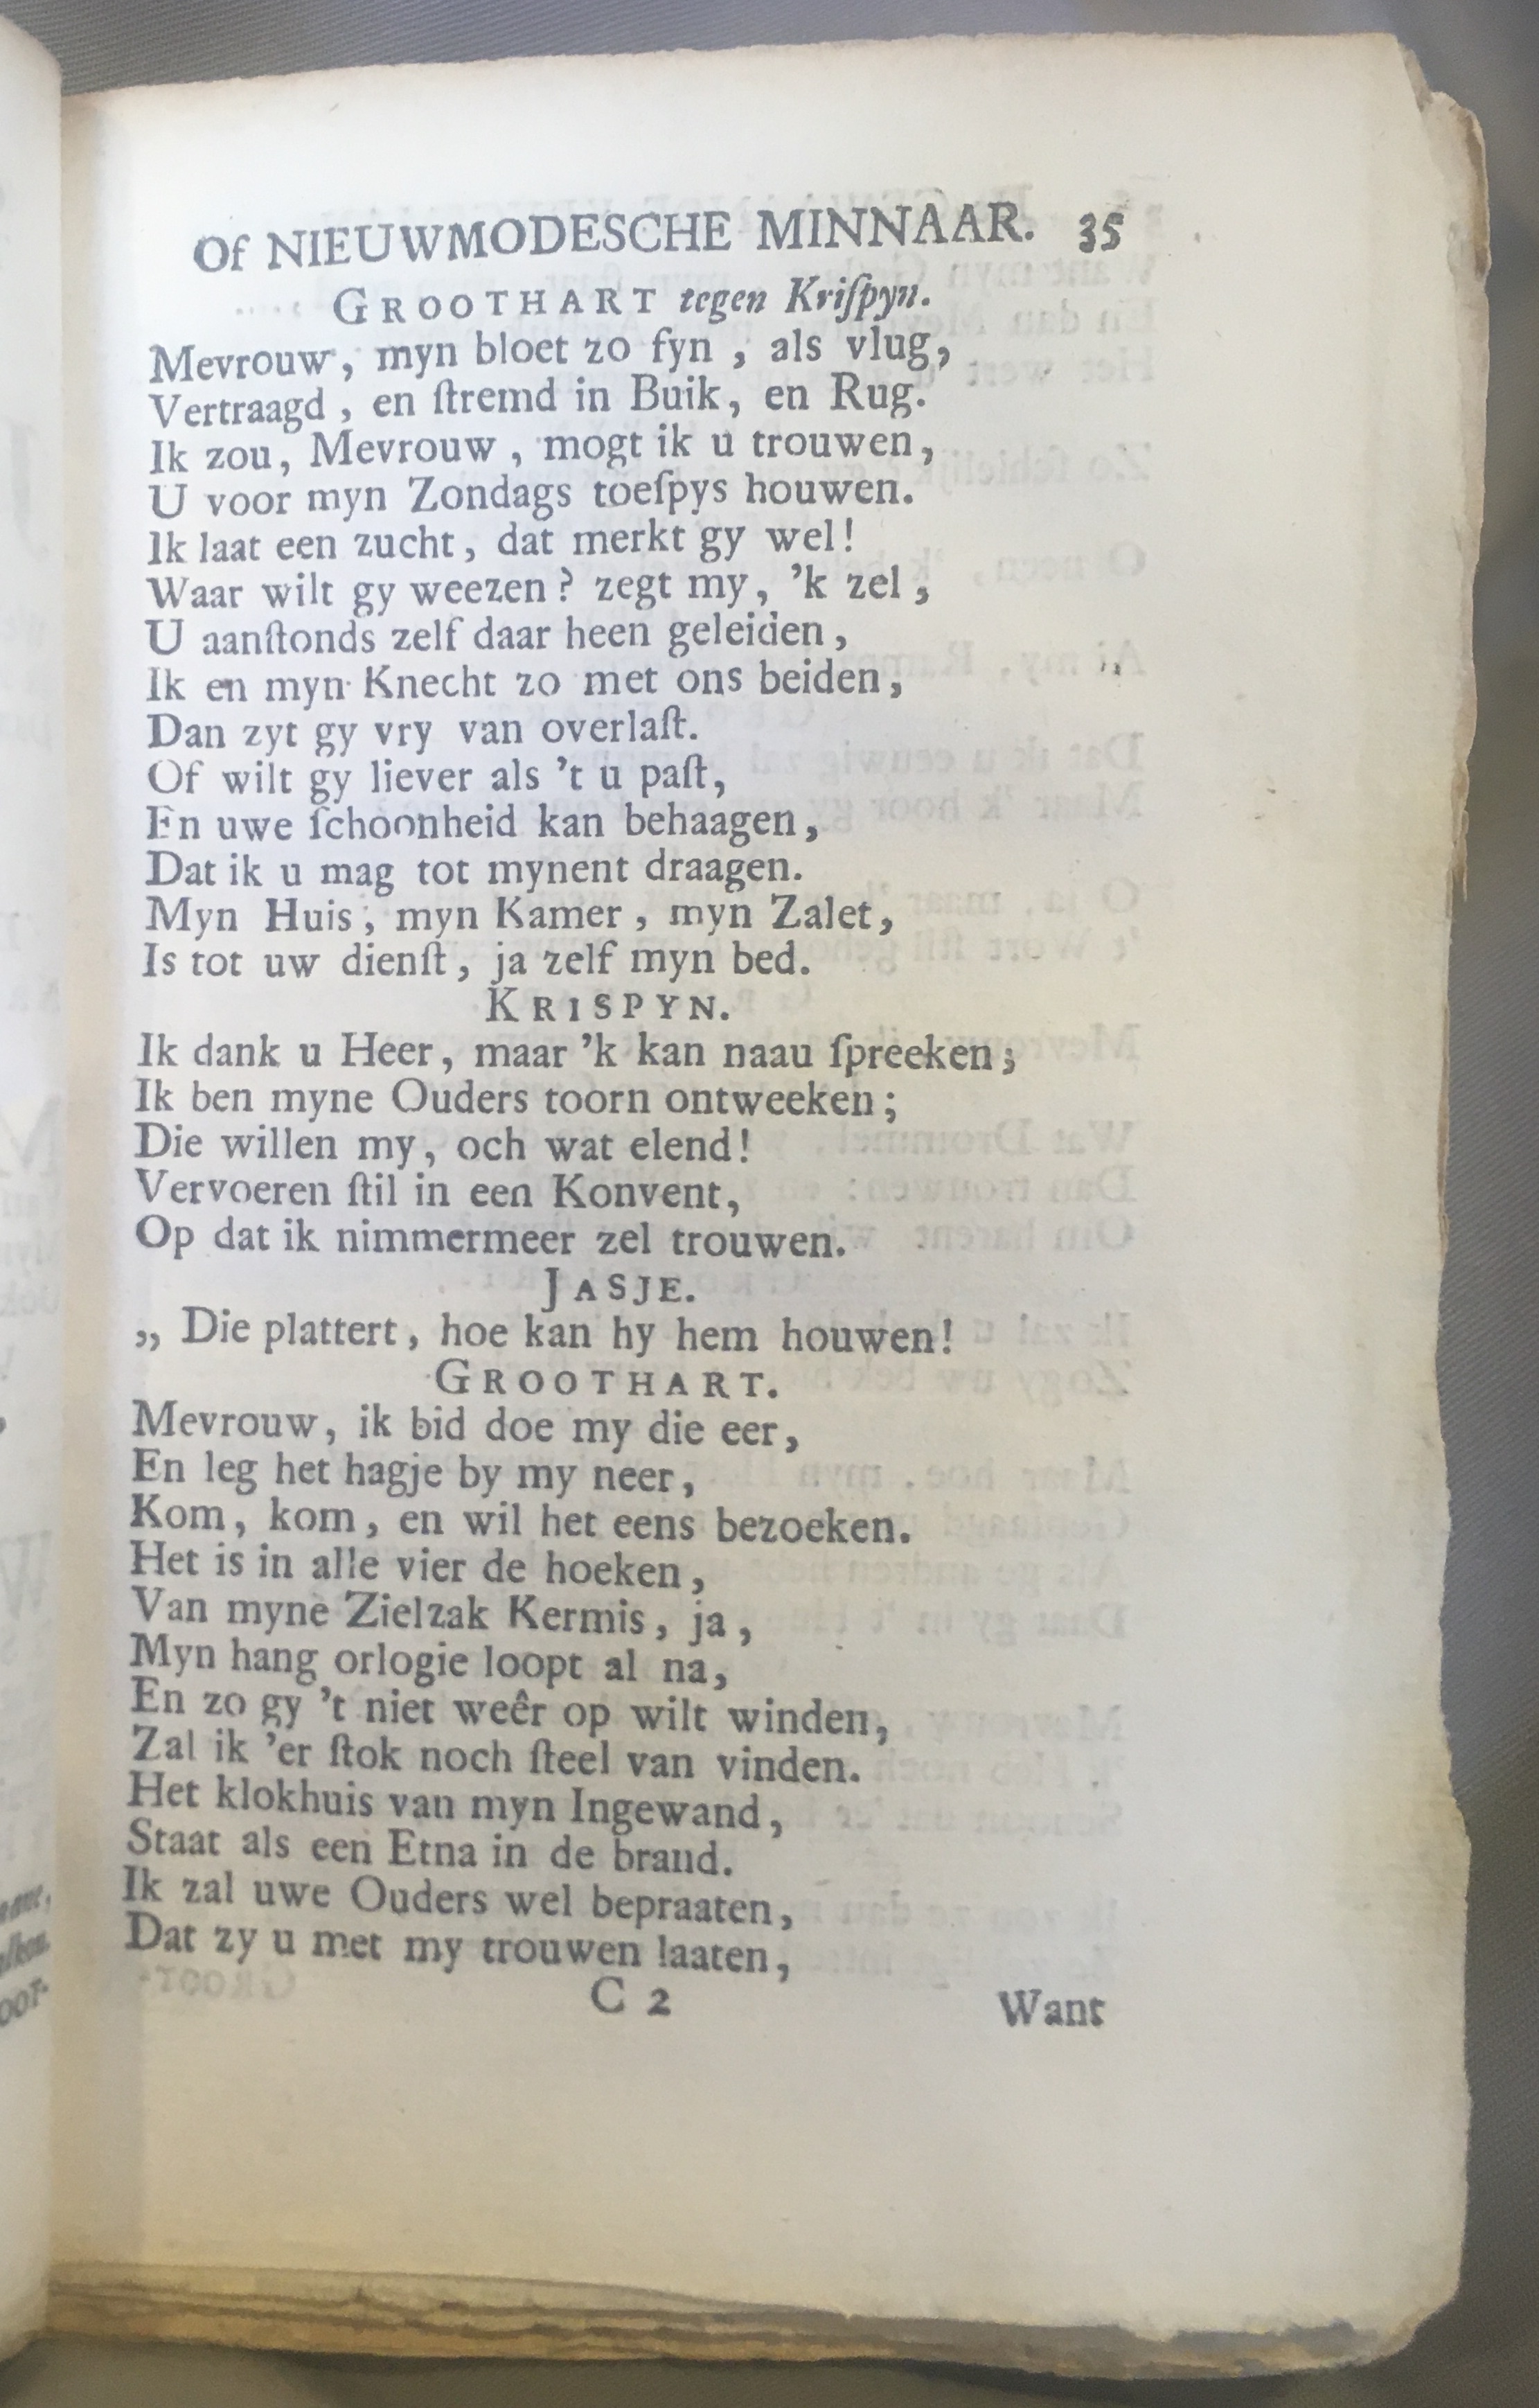 Of NIEUWMODESCHE MINNAAR. 35
GROOTHART tegen Kriſpyn.
Mevrouw, myn bloet zo fyn, als vlug,
Vertraagd, en ſtremd in Buik, en Rug.
Ik zou, Mevrouw, mogt ik u trouwen,
U voor myn Zondags toeſpys houwen.
Ik laat een zucht, dat merkt gy wel!
Waar wilt gy weezen? zegt my, 'k zel,
U aanſtonds zelf daar heen geleiden,
Ik en myn Knecht zo met ons beiden,
Dan zyt gy vry van overlaſt.
Of wilt gy liever als 't u paſt,
En uwe ſchoonheid kan behaagen,
Dat ik u mag tot mynent draagen.
Myn Huis, myn Kamer, myn Zalet,
Is tot uw dienſt, ja zelf myn bed.
KRISPYN.
Ik dank u Heer, maar 'k kan naau ſpreeken;
Ik ben myne Ouders toorn ontweeken;
Die willen my, och wat elend!
Vervoeren ſtil in een Konvent,
Op dat ik nimmermeer zel trouwen.
JASJE.
„ Die plattert, hoe kan hy hem houwen!
GROOTHART.
Mevrouw, ik bid doe my die eer,
En leg het hagje by my neer,
Kom, kom, en wil het eens bezoeken.
Het is in alle vier de hoeken,
Van myne Zielzak Kermis, ja,
Myn hang orlogie loopt al na,
En zo gy 't niet weêr op wilt winden,
Zal ik 'er ſtok noch ſteel van vinden.
Het klokhuis van myn Ingewand,
Staat als een Etna in de brand.
Ik zal uwe Ouders wel bepraaten,
Dat zy u met my trouwen laaten,
C 2 Want